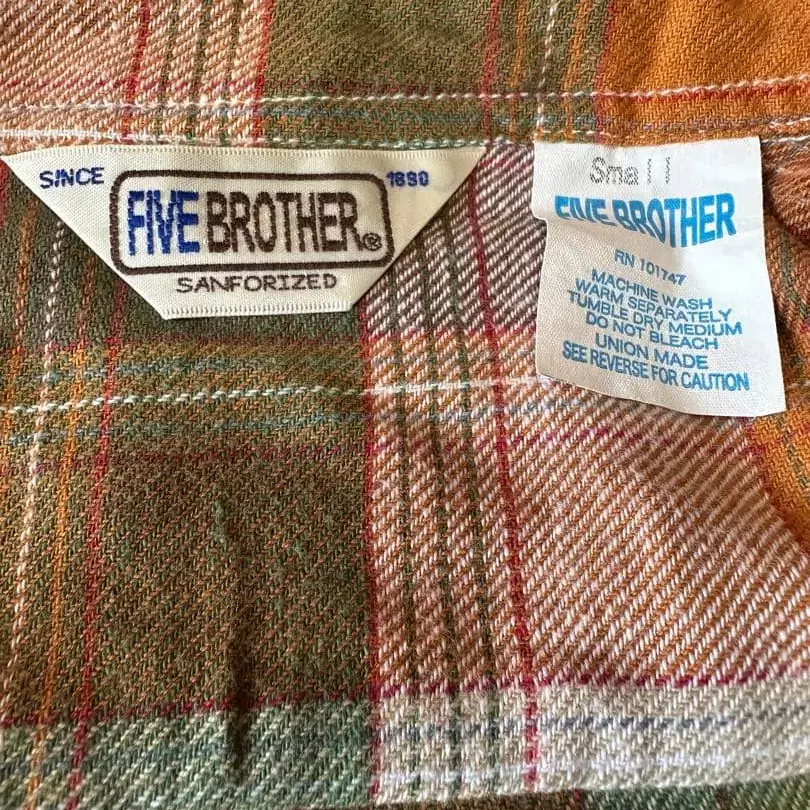 SINCE 1890
FIVE BROTHER®
SANFORIZED
Small
FIVE BROTHER
RN 101747
MACHINE WASH
WARM SEPARATELY
TUMBLE DRY MEDIUM
DO NOT BLEACH
UNION MADE
SEE REVERSE FOR CAUTION